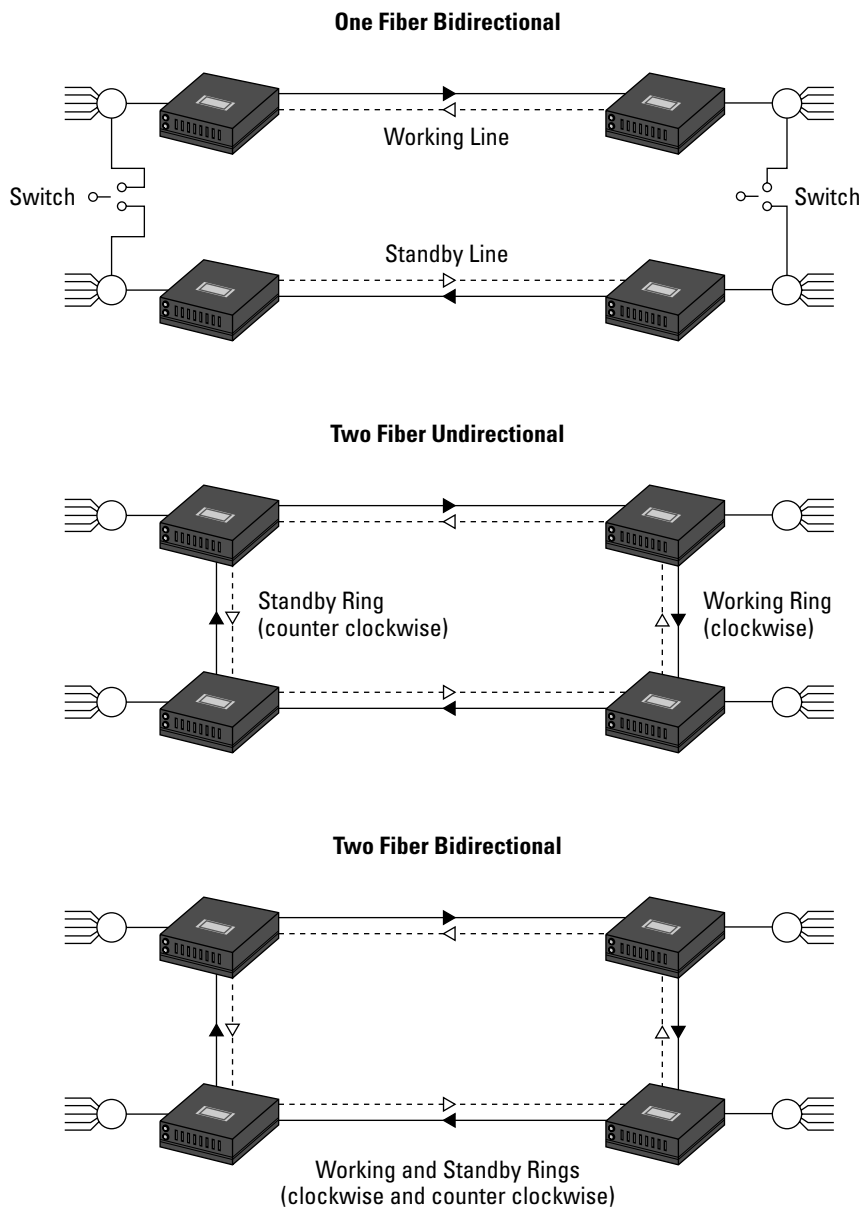 One Fiber Bidirectional
Working Line
Switch
Switch
Standby Line
Two Fiber Undirectional
Standby Ring
(counter clockwise)
Working Ring
(clockwise)
Two Fiber Bidirectional
Working and Standby Rings
(clockwise and counter clockwise)